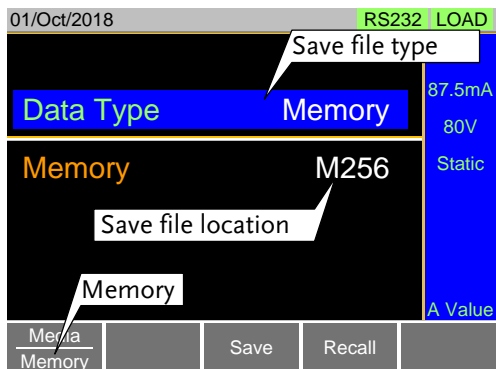 01/Oct/2018 RS232 LOAD
Save file type
Data Type Memory
87.5mA
80V
Memory M256
Static
Save file location
Memory
A Value
Media
Memory
Save
Recall